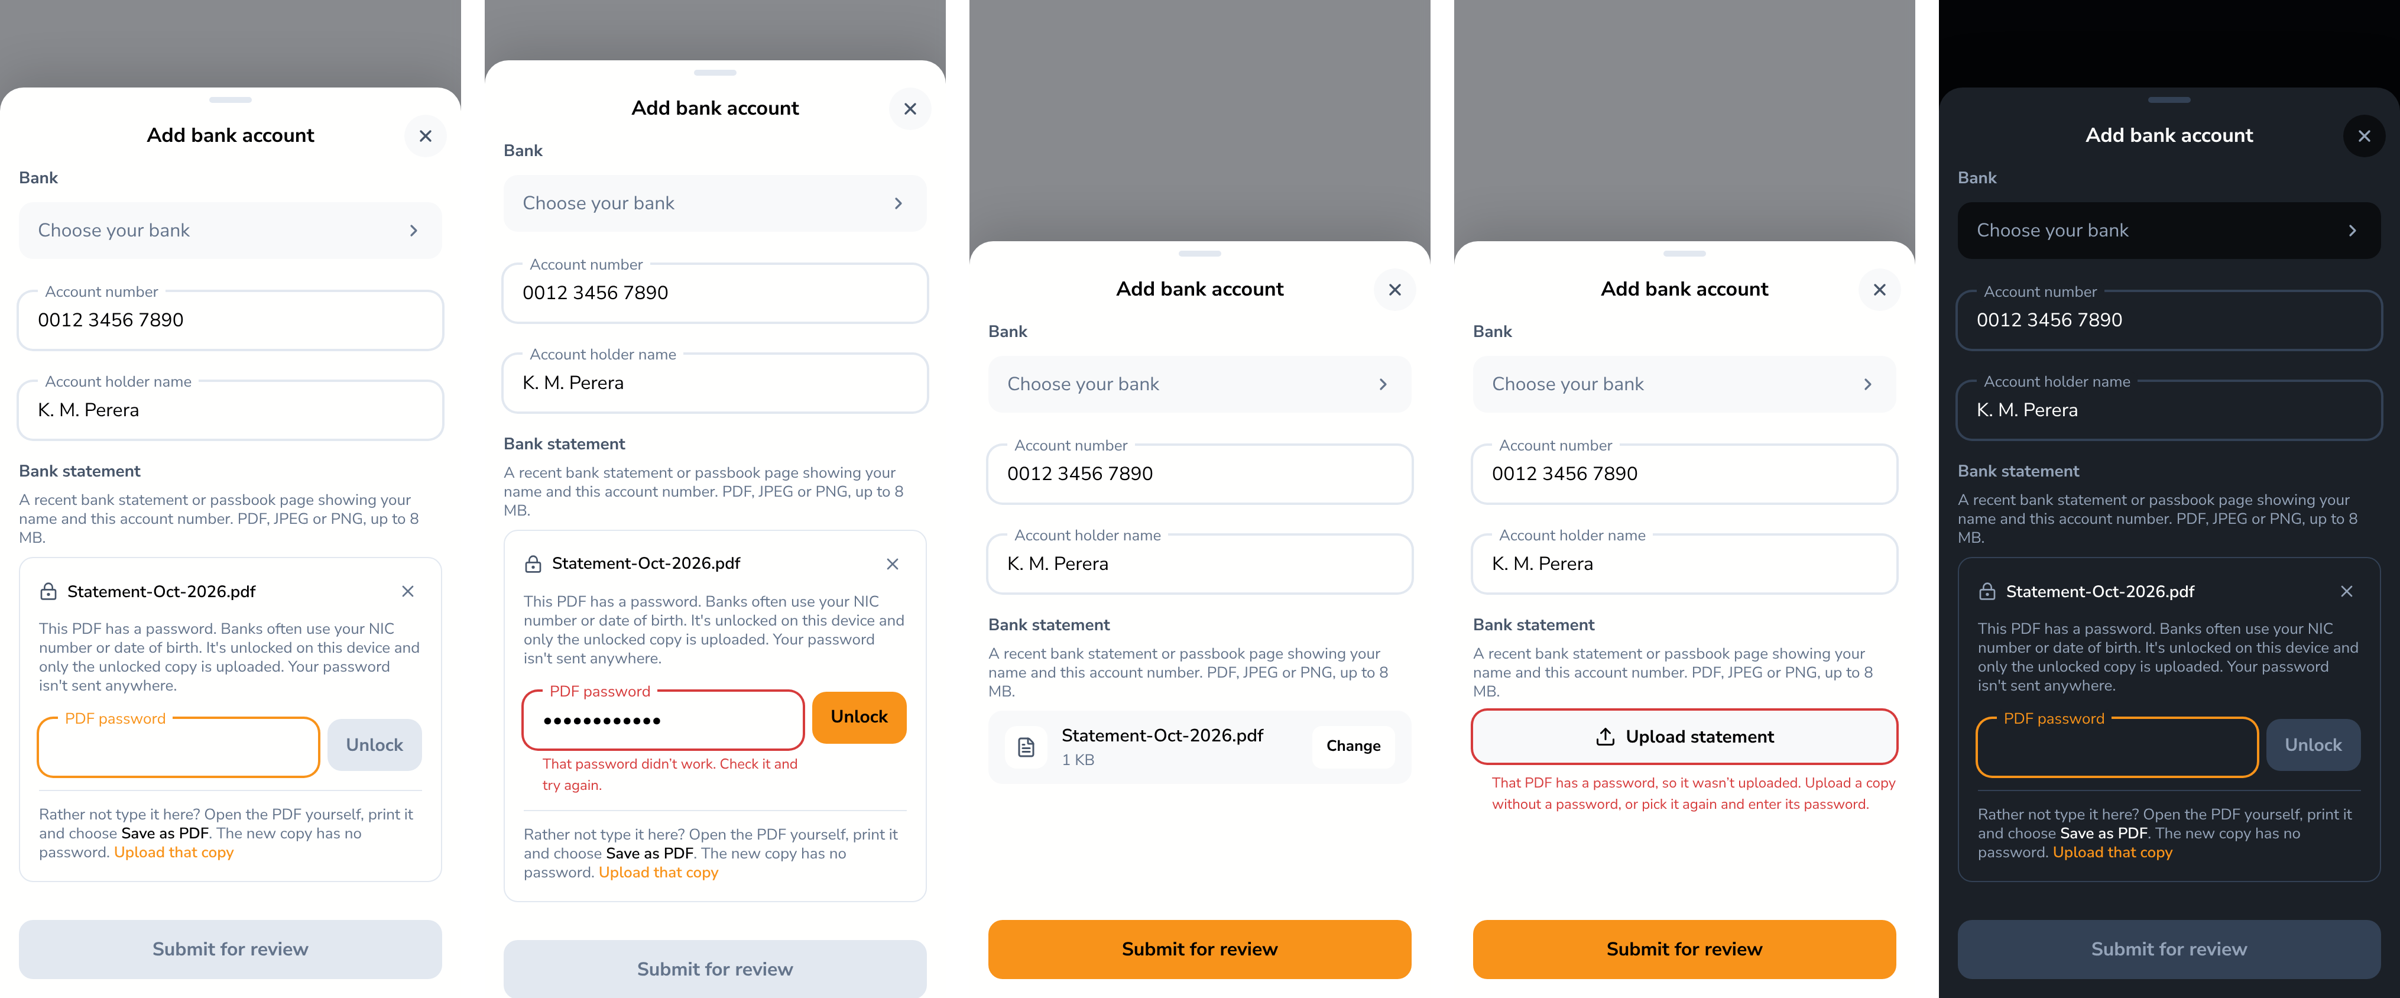 Add bank account
Bank
Choose your bank
Account number
0012 3456 7890
Account holder name
K. M. Perera
Bank statement
A recent bank statement or passbook page showing your
name and this account number. PDF, JPEG or PNG, up to 8
MB.
Statement-Oct-2026.pdf
This PDF has a password. Banks often use your NIC
number or date of birth. It's unlocked on this device and
only the unlocked copy is uploaded. Your password
isn't sent anywhere.
PDF password
Unlock
Rather not type it here? Open the PDF yourself, print it
and choose Save as PDF. The new copy has no
password. Upload that copy
Submit for review
Add bank account
Bank
Choose your bank
Account number
0012 3456 7890
Account holder name
K. M. Perera
Bank statement
A recent bank statement or passbook page showing your
name and this account number. PDF, JPEG or PNG, up to 8
MB.
Statement-Oct-2026.pdf
This PDF has a password. Banks often use your NIC
number or date of birth. It's unlocked on this device and
only the unlocked copy is uploaded. Your password
isn't sent anywhere.
PDF password
••••••••••••
Unlock
That password didn’t work. Check it and
try again.
Rather not type it here? Open the PDF yourself, print it
and choose Save as PDF. The new copy has no
password. Upload that copy
Submit for review
Add bank account
Bank
Choose your bank
Account number
0012 3456 7890
Account holder name
K. M. Perera
Bank statement
A recent bank statement or passbook page showing your
name and this account number. PDF, JPEG or PNG, up to 8
MB.
Statement-Oct-2026.pdf
1 KB
Change
Submit for review
Add bank account
Bank
Choose your bank
Account number
0012 3456 7890
Account holder name
K. M. Perera
Bank statement
A recent bank statement or passbook page showing your
name and this account number. PDF, JPEG or PNG, up to 8
MB.
Upload statement
That PDF has a password, so it wasn’t uploaded. Upload a copy
without a password, or pick it again and enter its password.
Submit for review
Add bank account
Bank
Choose your bank
Account number
0012 3456 7890
Account holder name
K. M. Perera
Bank statement
A recent bank statement or passbook page showing your
name and this account number. PDF, JPEG or PNG, up to 8
MB.
Statement-Oct-2026.pdf
This PDF has a password. Banks often use your NIC
number or date of birth. It's unlocked on this device and
only the unlocked copy is uploaded. Your password
isn't sent anywhere.
PDF password
Unlock
Rather not type it here? Open the PDF yourself, print it
and choose Save as PDF. The new copy has no
password. Upload that copy
Submit for review